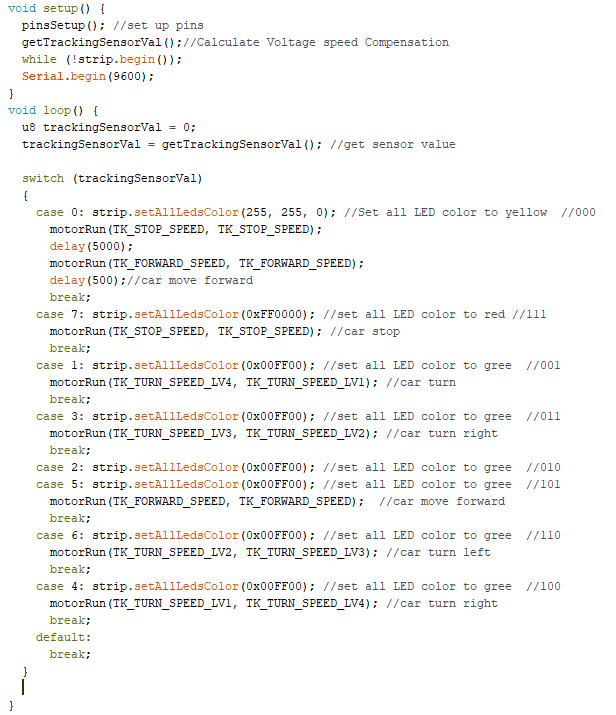 void setup() {
  pinsSetup(); //set up pins
  getTrackingSensorVal();//Calculate Voltage speed Compensation
  while (!strip.begin());
  Serial.begin(9600);
}
void loop() {
  u8 trackingSensorVal = 0;
  trackingSensorVal = getTrackingSensorVal(); //get sensor value

  switch (trackingSensorVal)
  {
    case 0: strip.setAllLedsColor(255, 255, 0); //Set all LED color to yellow  //000
      motorRun(TK_STOP_SPEED, TK_STOP_SPEED);
      delay(5000);
      motorRun(TK_FORWARD_SPEED, TK_FORWARD_SPEED);
      delay(500);//car move forward
      break;
    case 7: strip.setAllLedsColor(0xFF0000); //set all LED color to red //111
      motorRun(TK_STOP_SPEED, TK_STOP_SPEED); //car stop
      break;
    case 1: strip.setAllLedsColor(0x00FF00); //set all LED color to gree  //001
      motorRun(TK_TURN_SPEED_LV4, TK_TURN_SPEED_LV1); //car turn
      break;
    case 3: strip.setAllLedsColor(0x00FF00); //set all LED color to gree  //011
      motorRun(TK_TURN_SPEED_LV3, TK_TURN_SPEED_LV2); //car turn right
      break;
    case 2: strip.setAllLedsColor(0x00FF00); //set all LED color to gree  //010
    case 5: strip.setAllLedsColor(0x00FF00); //set all LED color to gree  //101
      motorRun(TK_FORWARD_SPEED, TK_FORWARD_SPEED);  //car move forward
      break;
    case 6: strip.setAllLedsColor(0x00FF00); //set all LED color to gree  //110
      motorRun(TK_TURN_SPEED_LV2, TK_TURN_SPEED_LV3); //car turn left
      break;
    case 4: strip.setAllLedsColor(0x00FF00); //set all LED color to gree  //100
      motorRun(TK_TURN_SPEED_LV1, TK_TURN_SPEED_LV4); //car turn right
      break;
    default:
      break;
  }

}